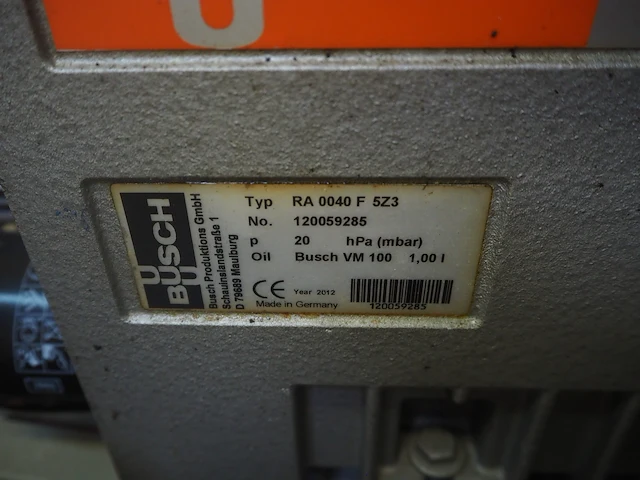 BUSCH
Busch Produktions GmbH
Schauinslandstraße 1
D 79689 Maulburg
Typ RA 0040 F 5Z3
No. 120059285
p 20 hPa (mbar)
Oil Busch VM 100 1,00 l
CE Year 2012
Made in Germany
120059285